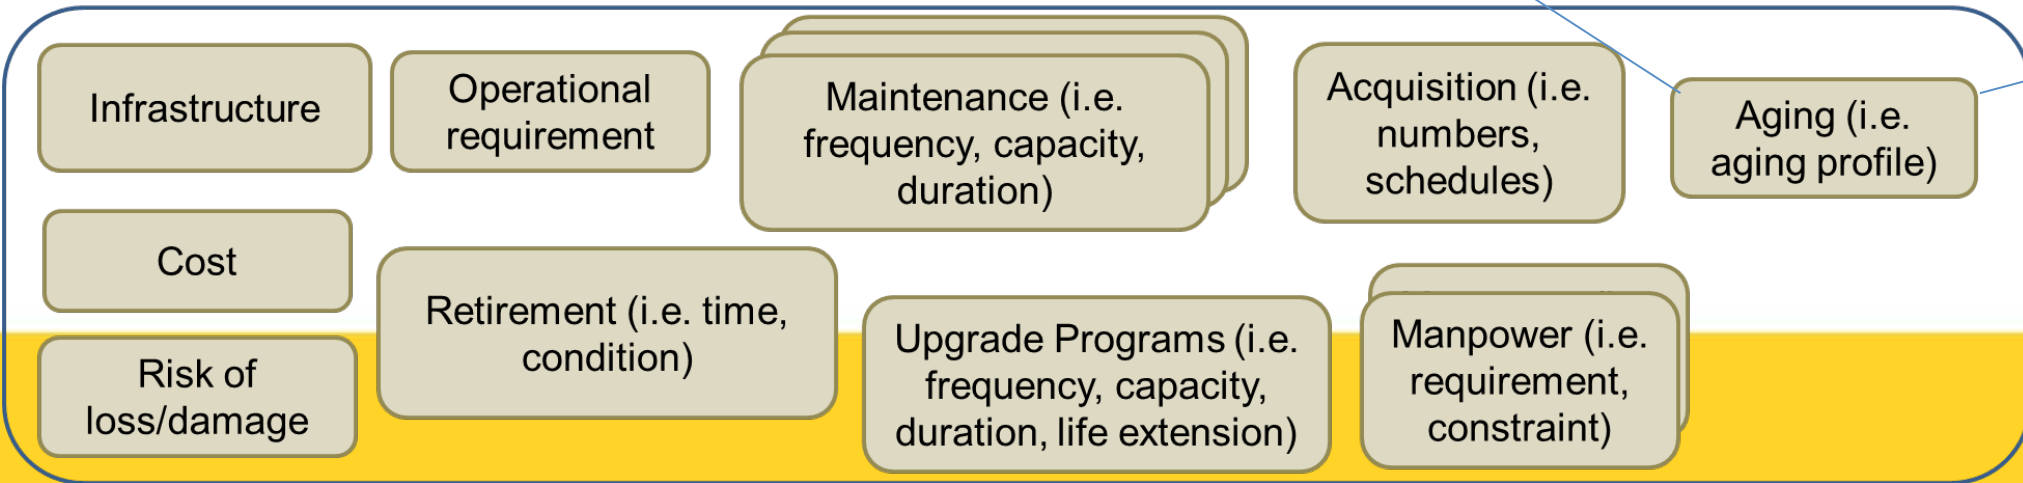 Infrastructure
Operational
requirement
Maintenance (i.e.
frequency, capacity,
duration)
Acquisition (i.e.
numbers,
schedules)
Aging (i.e.
aging profile)
Cost
Retirement (i.e. time,
condition)
Upgrade Programs (i.e.
frequency, capacity,
duration, life extension)
Manpower (i.e.
requirement,
constraint)
Risk of
loss/damage